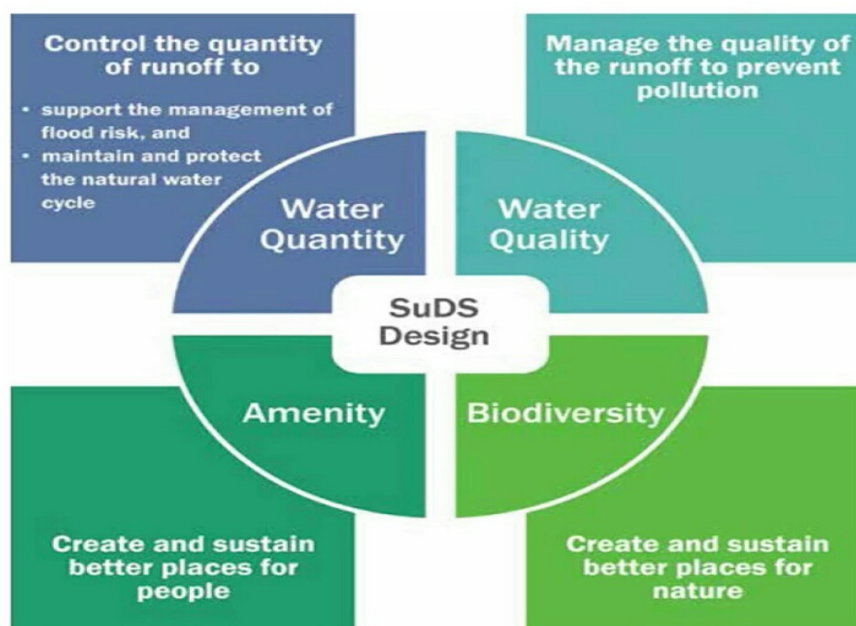 Control the quantity
of runoff to
• support the management of
flood risk, and
• maintain and protect
the natural water
cycle
Manage the quality of
the runoff to prevent
pollution
Water
Quantity
Water
Quality
SuDS
Design
Amenity
Biodiversity
Create and sustain
better places for
people
Create and sustain
better places for
nature